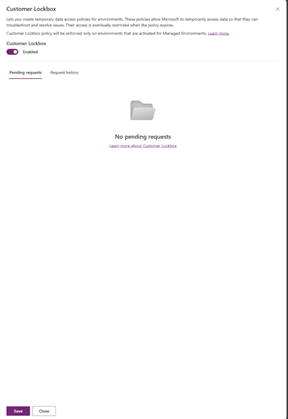 Customer Lockbox
Lets you create temporary data access policies for environments. These policies allow Microsoft to temporarily access data so that they can
troubleshoot and resolve issues. Their access is eventually restricted when the policy expires.
Customer Lockbox policy will be enforced only on environments that are activated for Managed Environments. Learn more.
Customer Lockbox
Enabled
Pending requests Request history
No pending requests
Learn more about Customer Lockbox
Save Close